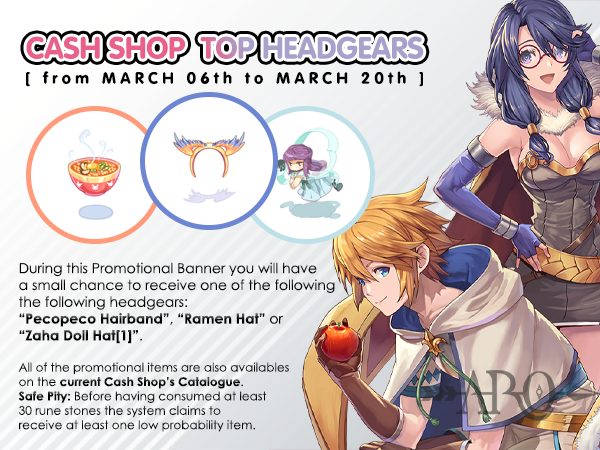 CASH SHOP TOP HEADGEARS
[ from MARCH 06th to MARCH 20th ]
During this Promotional Banner you will have
a small chance to receive one of the following
the following headgears:
“Pecopeco Hairband”, “Ramen Hat” or
“Zaha Doll Hat[1]”.
All of the promotional items are also availables
on the current Cash Shop’s Catalogue.
Safe Pity: Before having consumed at least
30 rune stones the system claims to
receive at least one low probability item.
ARO